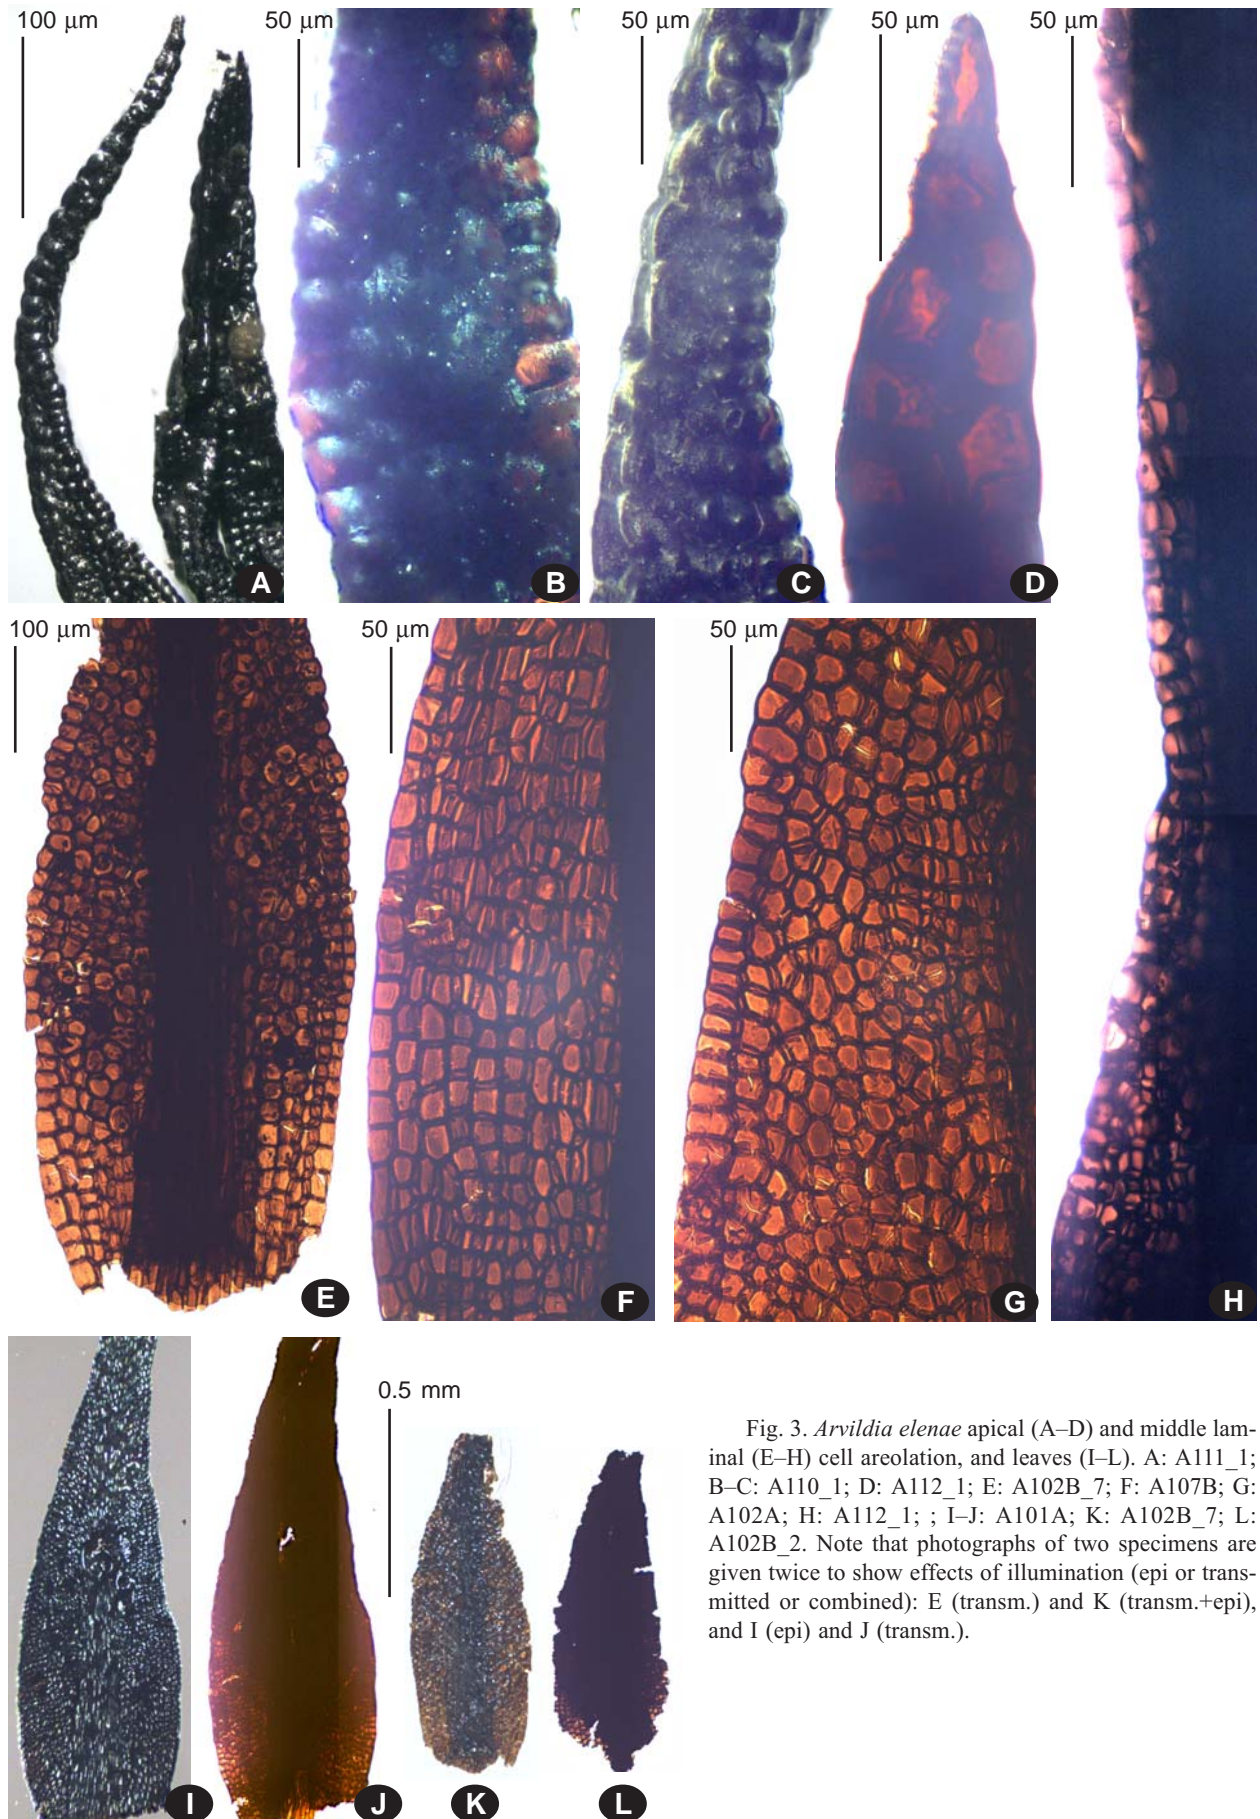 100 µm
50 µm
50 µm
50 µm
50 µm
A
B
C
D
100 µm
50 µm
50 µm
E
F
G
H
0.5 mm
Fig. 3. Arvildia elenae apical (A–D) and middle lam-
inal (E–H) cell areolation, and leaves (I–L). A: A111_1;
B–C: A110_1; D: A112_1; E: A102B_7; F: A107B; G:
A102A; H: A112_1; ; I–J: A101A; K: A102B_7; L:
A102B_2. Note that photographs of two specimens are
given twice to show effects of illumination (epi or trans-
mitted or combined): E (transm.) and K (transm.+epi),
and I (epi) and J (transm.).
I
J
K
L